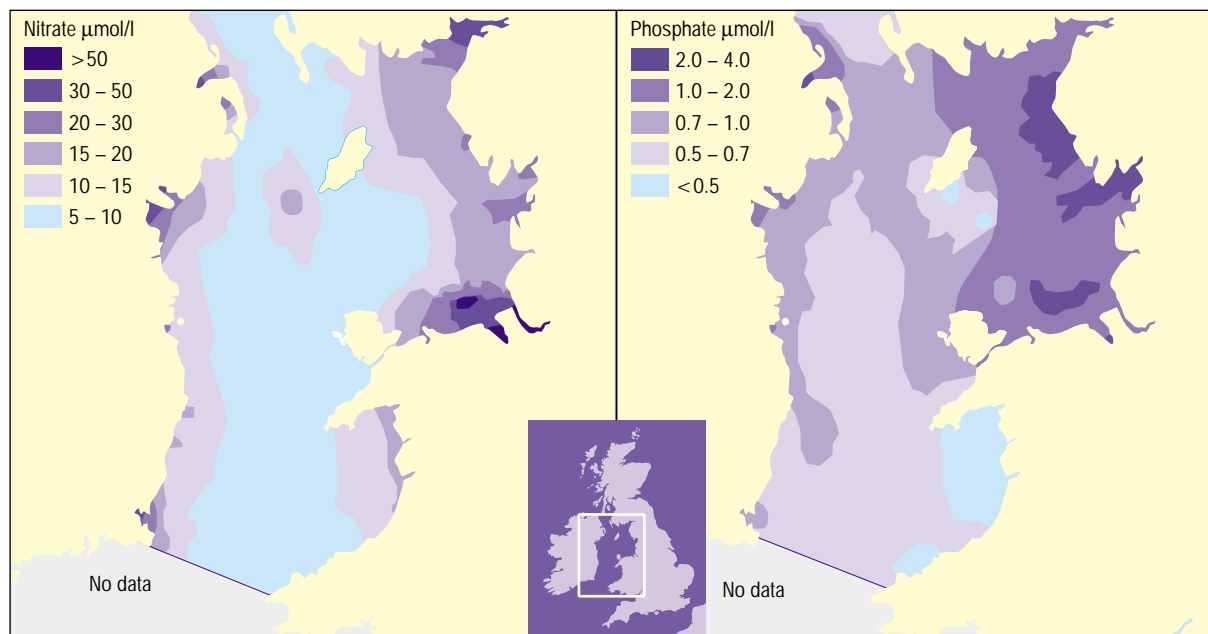 Nitrate µmol/l
>50
30 – 50
20 – 30
15 – 20
10 – 15
5 – 10
No data
Phosphate µmol/l
2.0 – 4.0
1.0 – 2.0
0.7 – 1.0
0.5 – 0.7
<0.5
No data